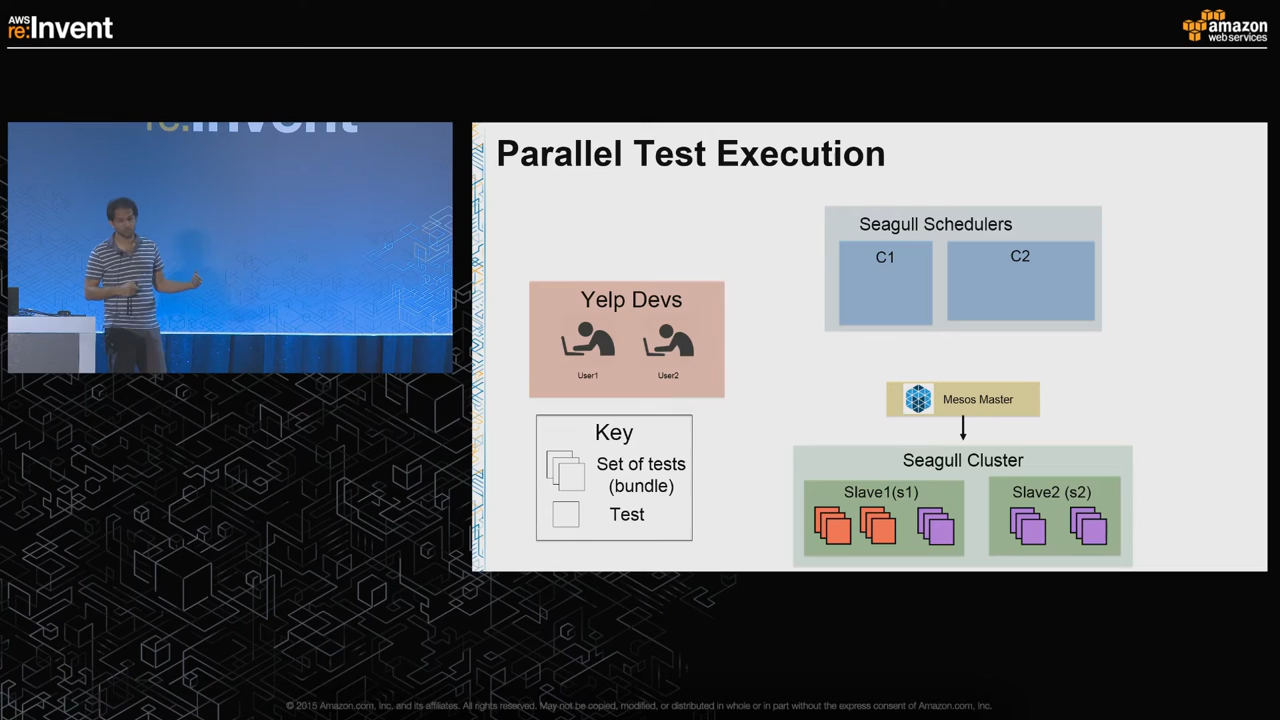 AWS
re:Invent
amazon
web services
re:Invent
Parallel Test Execution
Seagull Schedulers
C1
C2
Yelp Devs
User1
User2
Mesos Master
Key
Set of tests
(bundle)
Test
Seagull Cluster
Slave1(s1)
Slave2 (s2)
© 2015 Amazon.com, Inc. and its affiliates. All rights reserved. May not be copied, modified, or distributed in whole or in part without the express consent of Amazon.com, Inc.